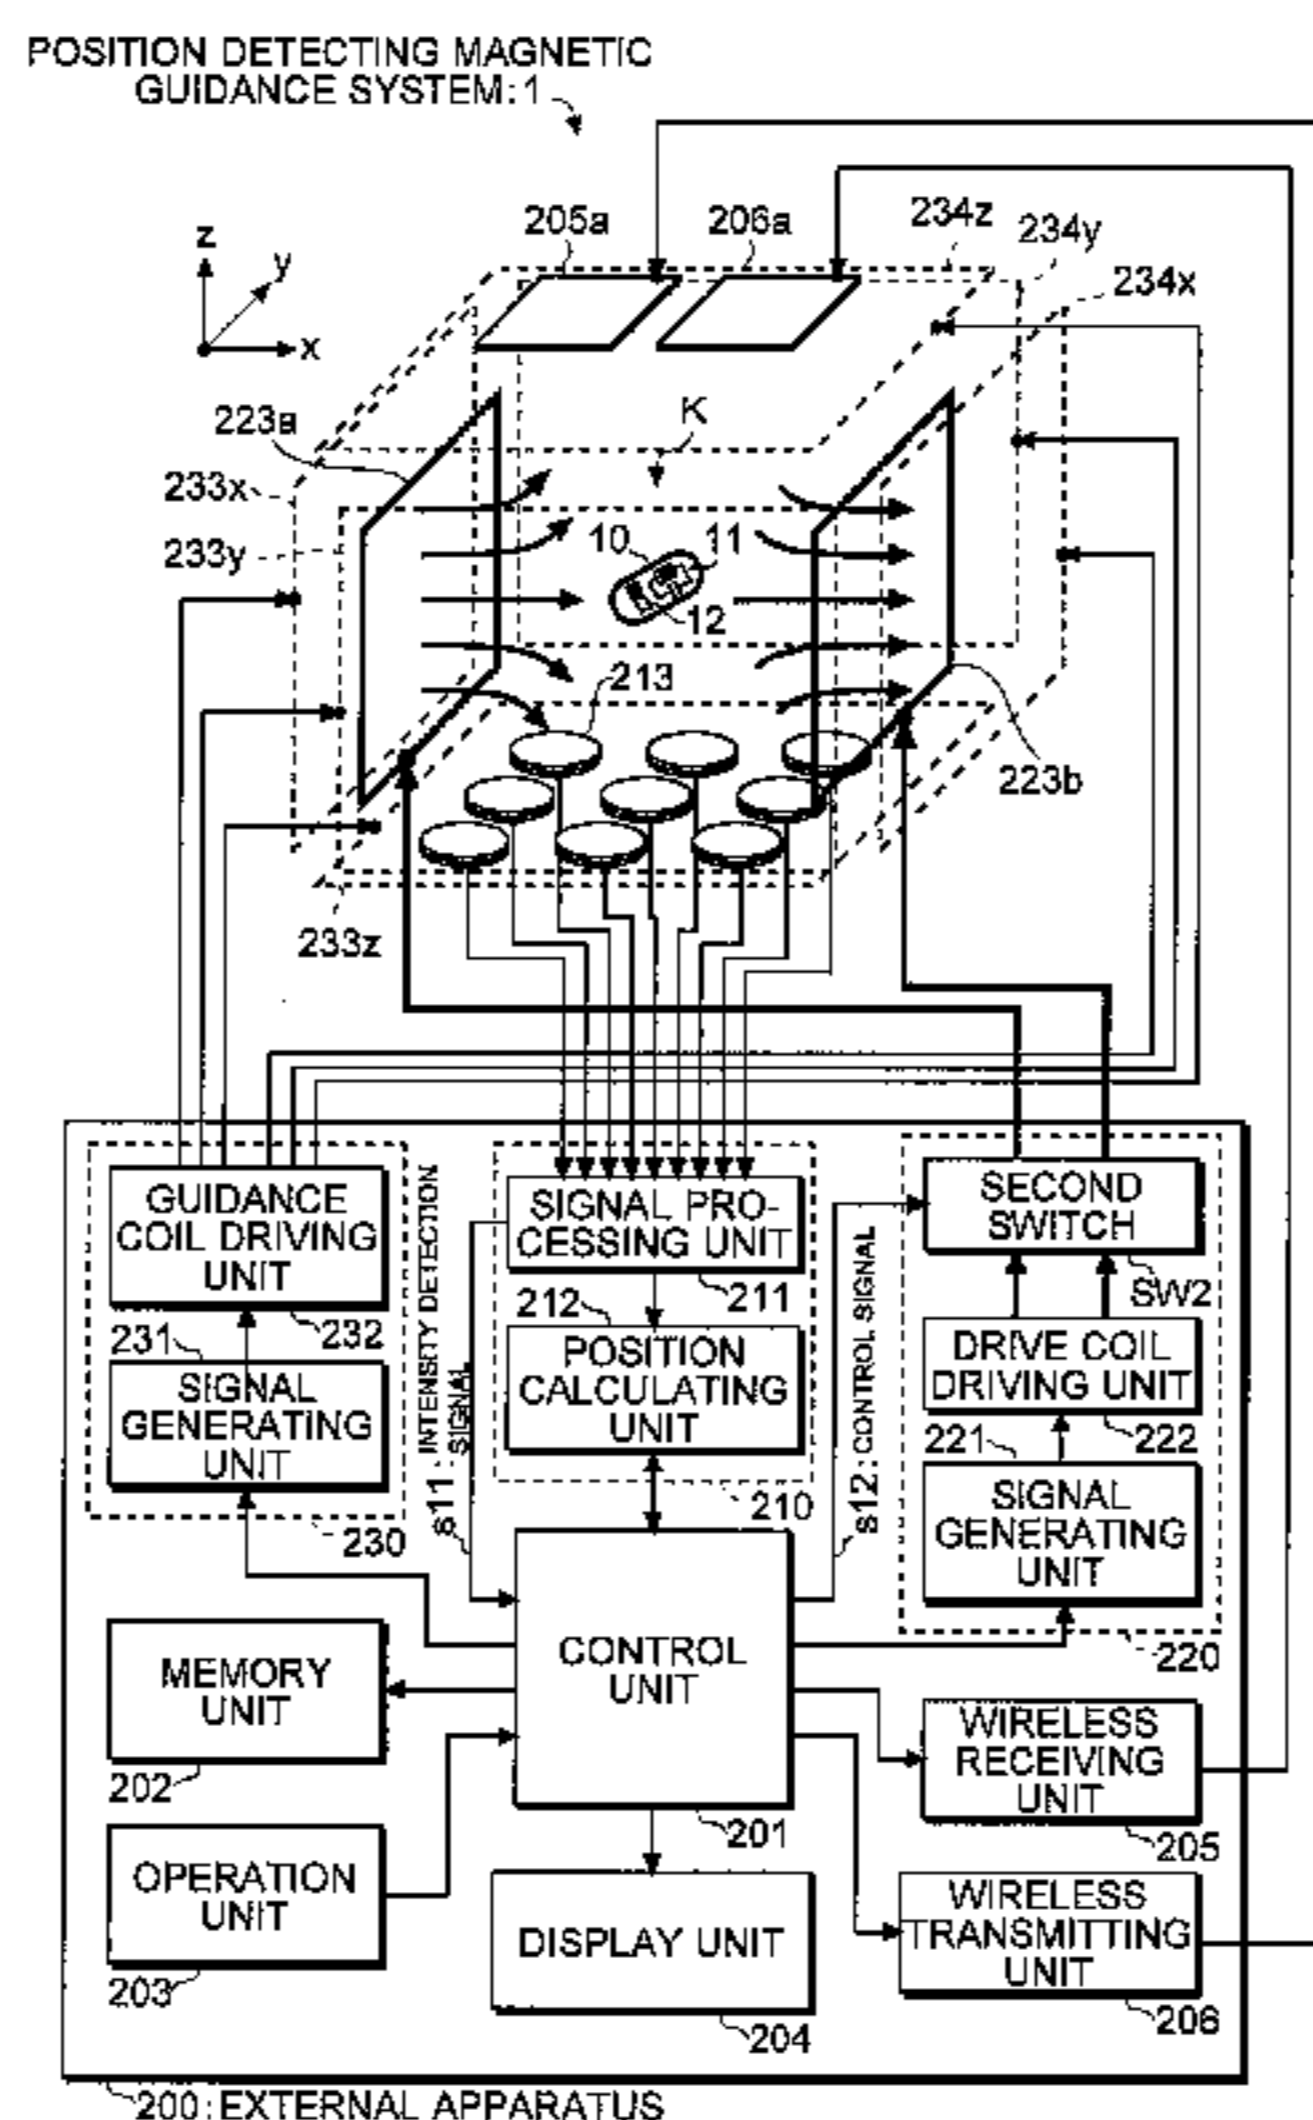 POSITION DETECTING MAGNETIC
GUIDANCE SYSTEM: 1
205a
206a
234z
234y
234x
z
y
x
223a
K
233x
233y
10
11
12
213
223b
233z
GUIDANCE
COIL DRIVING
UNIT
232
231
SIGNAL
GENERATING
UNIT
230
s11: INTENSITY DETECTION
SIGNAL
SIGNAL PRO-
CESSING UNIT
211
212
POSITION
CALCULATING
UNIT
210
s12: CONTROL SIGNAL
SECOND
SWITCH
SW2
DRIVE COIL
DRIVING UNIT
222
221
SIGNAL
GENERATING
UNIT
220
MEMORY
UNIT
202
CONTROL
UNIT
201
WIRELESS
RECEIVING
UNIT
205
OPERATION
UNIT
203
DISPLAY UNIT
204
WIRELESS
TRANSMITTING
UNIT
206
200: EXTERNAL APPARATUS